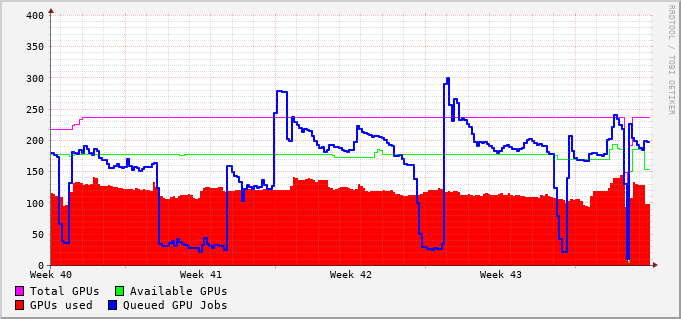 400
350
300
250
200
150
100
50
0
Week 40 Week 41 Week 42 Week 43
Total GPUs Available GPUs
GPUs used Queued GPU Jobs
RRDTOOL / TOBI OETIKER